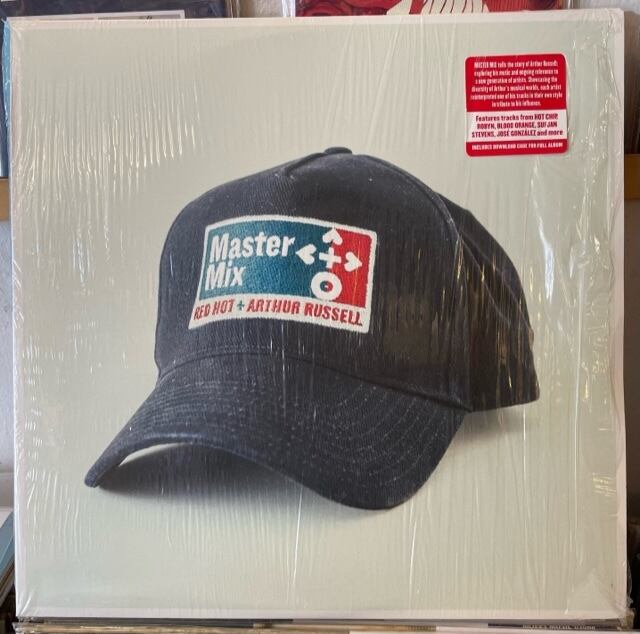 MASTER MIX tells the story of Arthur Russell:
exploring his music and ongoing relevance to
a new generation of artists. Showcasing the
diversity of Arthur's musical worlds, each artist
reinterpreted one of his tracks in their own style
in tribute to his influence.
Features tracks from HOT CHIP,
ROBYN, BLOOD ORANGE, SUFJAN
STEVENS, JOSÉ GONZÁLEZ and more
INCLUDES DOWNLOAD CODE FOR FULL ALBUM
Master
Mix
RED HOT + ARTHUR RUSSELL